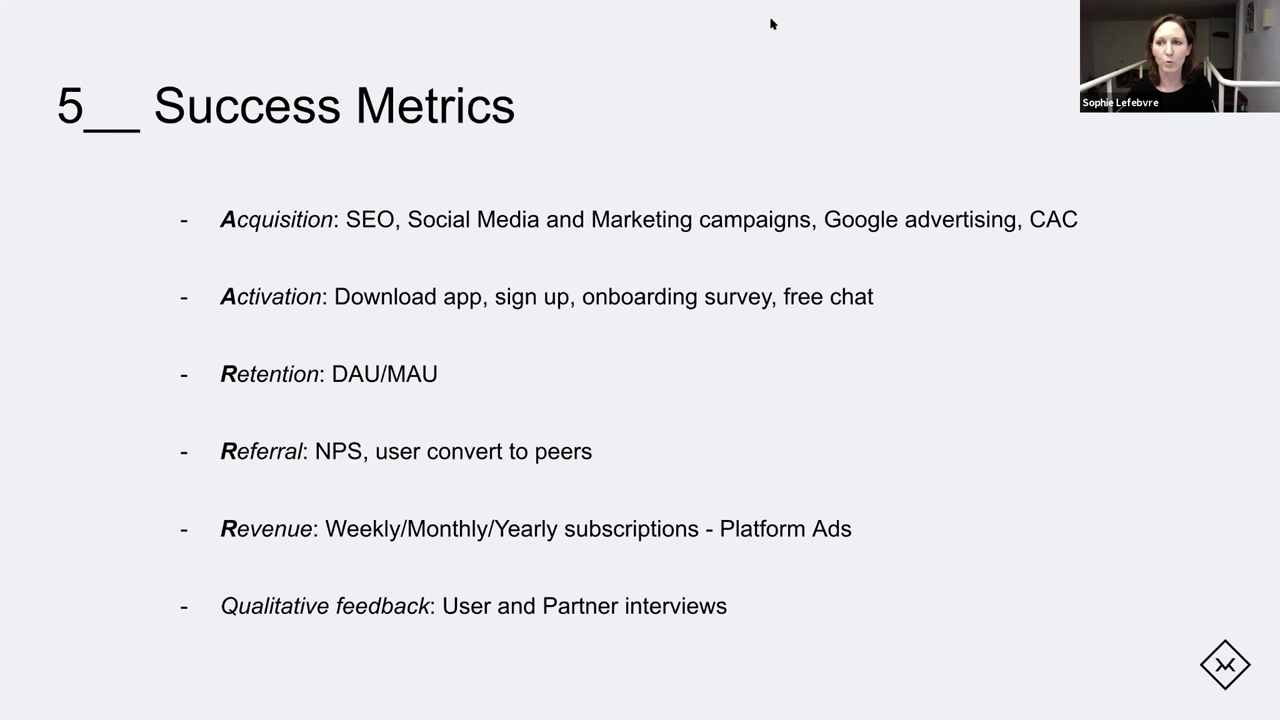 Sophie Lefebvre
5__ Success Metrics
- Acquisition: SEO, Social Media and Marketing campaigns, Google advertising, CAC
- Activation: Download app, sign up, onboarding survey, free chat
- Retention: DAU/MAU
- Referral: NPS, user convert to peers
- Revenue: Weekly/Monthly/Yearly subscriptions - Platform Ads
- Qualitative feedback: User and Partner interviews